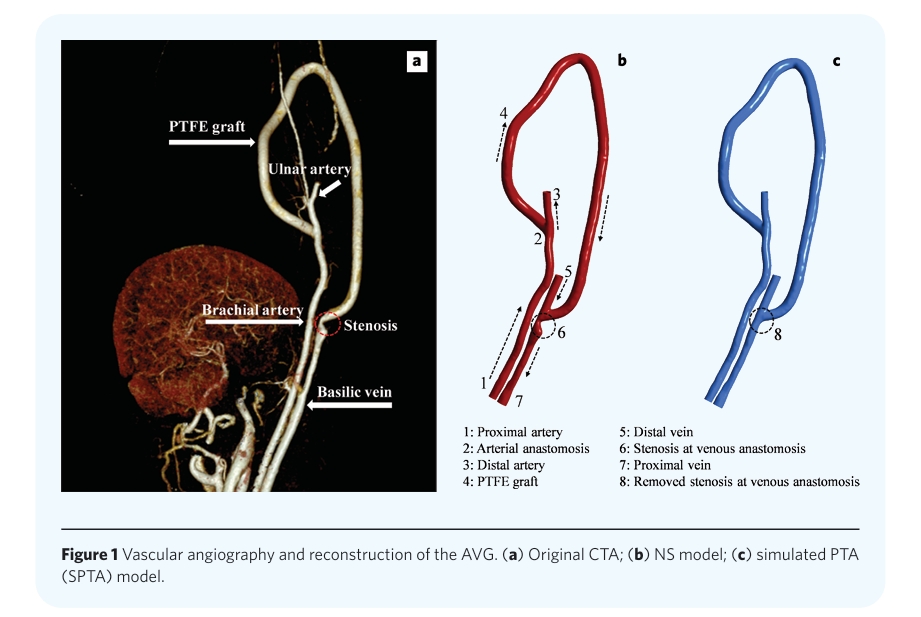 a
PTFE graft
Ulnar artery
Brachial artery
Stenosis
Basilic vein
b
4
3
2
5
6
1
7
c
8
1: Proximal artery
2: Arterial anastomosis
3: Distal artery
4: PTFE graft
5: Distal vein
6: Stenosis at venous anastomosis
7: Proximal vein
8: Removed stenosis at venous anastomosis
Figure 1 Vascular angiography and reconstruction of the AVG. (a) Original CTA; (b) NS model; (c) simulated PTA
(SPTA) model.